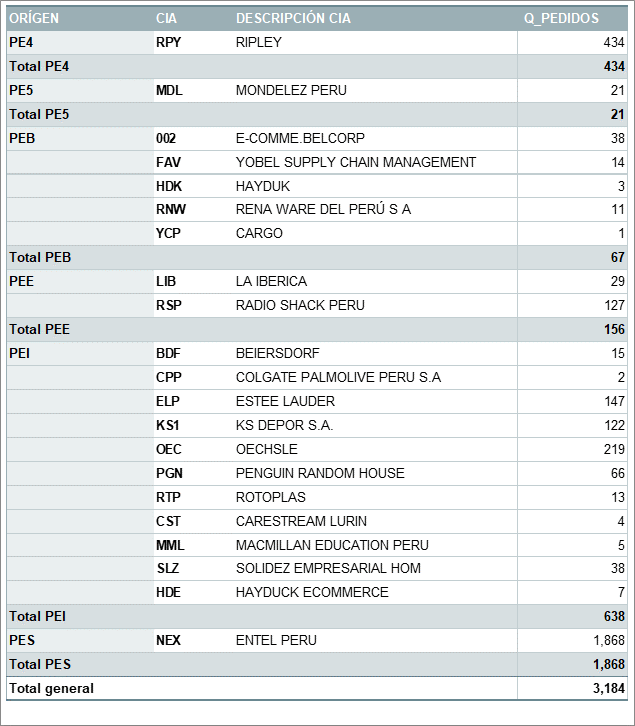 ORÍGEN CIA DESCRIPCIÓN CIA Q_PEDIDOS
PE4 RPY RIPLEY 434
Total PE4 434
PE5 MDL MONDELEZ PERU 21
Total PE5 21
PEB 002 E-COMME.BELCORP 38
FAV YOBEL SUPPLY CHAIN MANAGEMENT 14
HDK HAYDUK 3
RNW RENA WARE DEL PERÚ S A 11
YCP CARGO 1
Total PEB 67
PEE LIB LA IBERICA 29
RSP RADIO SHACK PERU 127
Total PEE 156
PEI BDF BEIERSDORF 15
CPP COLGATE PALMOLIVE PERU S.A 2
ELP ESTEE LAUDER 147
KS1 KS DEPOR S.A. 122
OEC OECHSLE 219
PGN PENGUIN RANDOM HOUSE 66
RTP ROTOPLAS 13
CST CARESTREAM LURIN 4
MML MACMILLAN EDUCATION PERU 5
SLZ SOLIDEZ EMPRESARIAL HOM 38
HDE HAYDUCK ECOMMERCE 7
Total PEI 638
PES NEX ENTEL PERU 1,868
Total PES 1,868
Total general 3,184